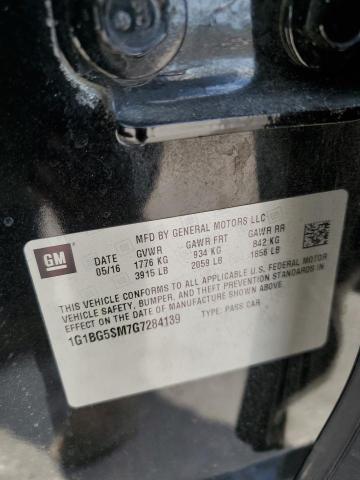 GM
MFD BY GENERAL MOTORS LLC
DATE GVWR GAWR FRT GAWR RR
05/16 1776 KG 934 KG 842 KG
3915 LB 2059 LB 1856 LB
THIS VEHICLE CONFORMS TO ALL APPLICABLE U.S. FEDERAL MOTOR
VEHICLE SAFETY, BUMPER, AND THEFT PREVENTION STANDARDS
IN EFFECT ON THE DATE OF MANUFACTURE SHOWN ABOVE.
1G1BG5SM7G7284139 TYPE: PASS CAR